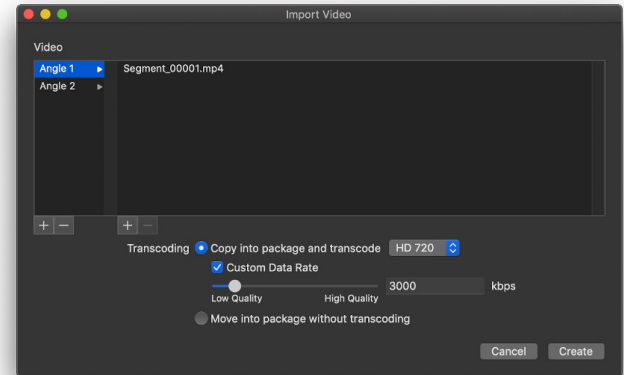 Import Video
Video
Angle 1
Segment_00001.mp4
Angle 2
Transcoding Copy into package and transcode HD 720
Custom Data Rate
3000 kbps
Low Quality High Quality
Move into package without transcoding
Cancel Create